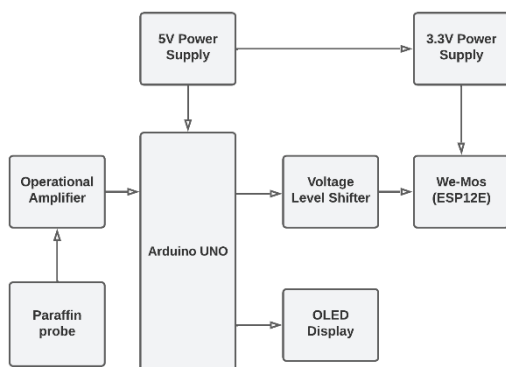 5V Power
Supply
3.3V Power
Supply
Operational
Amplifier
Arduino UNO
Voltage
Level Shifter
We-Mos
(ESP12E)
Paraffin
probe
OLED
Display